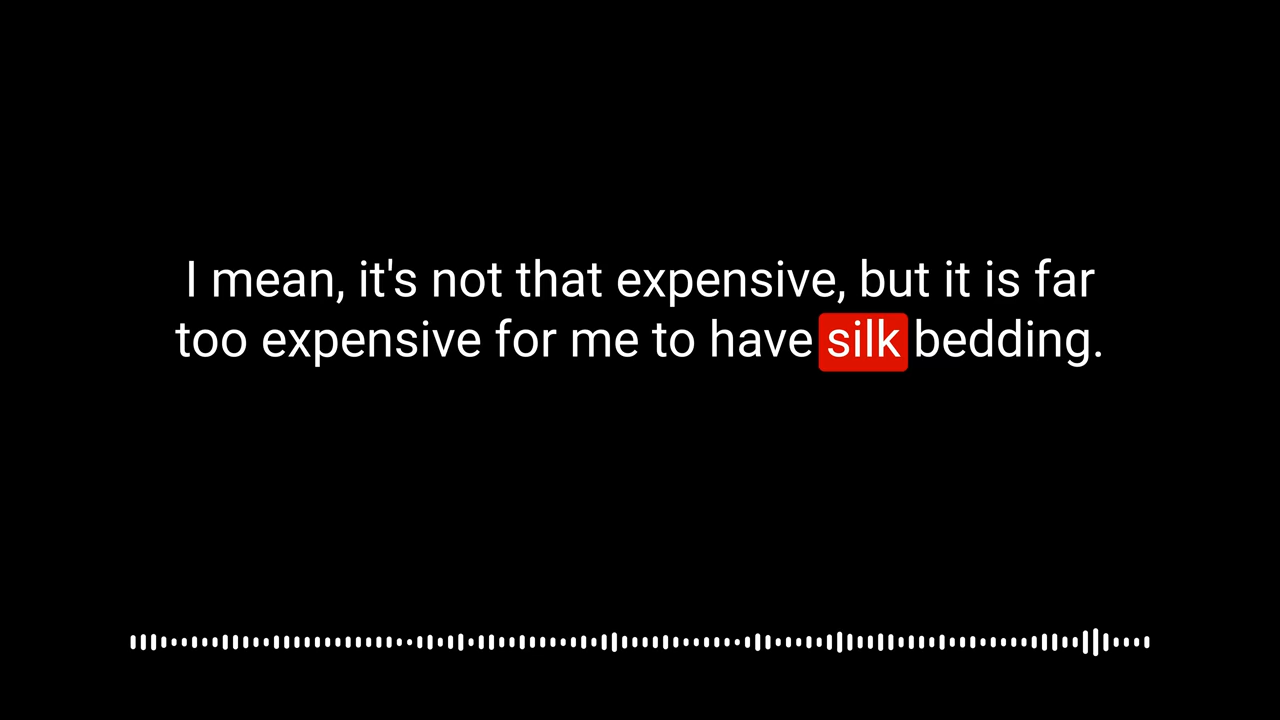 I mean, it's not that expensive, but it is far
too expensive for me to have silk bedding.